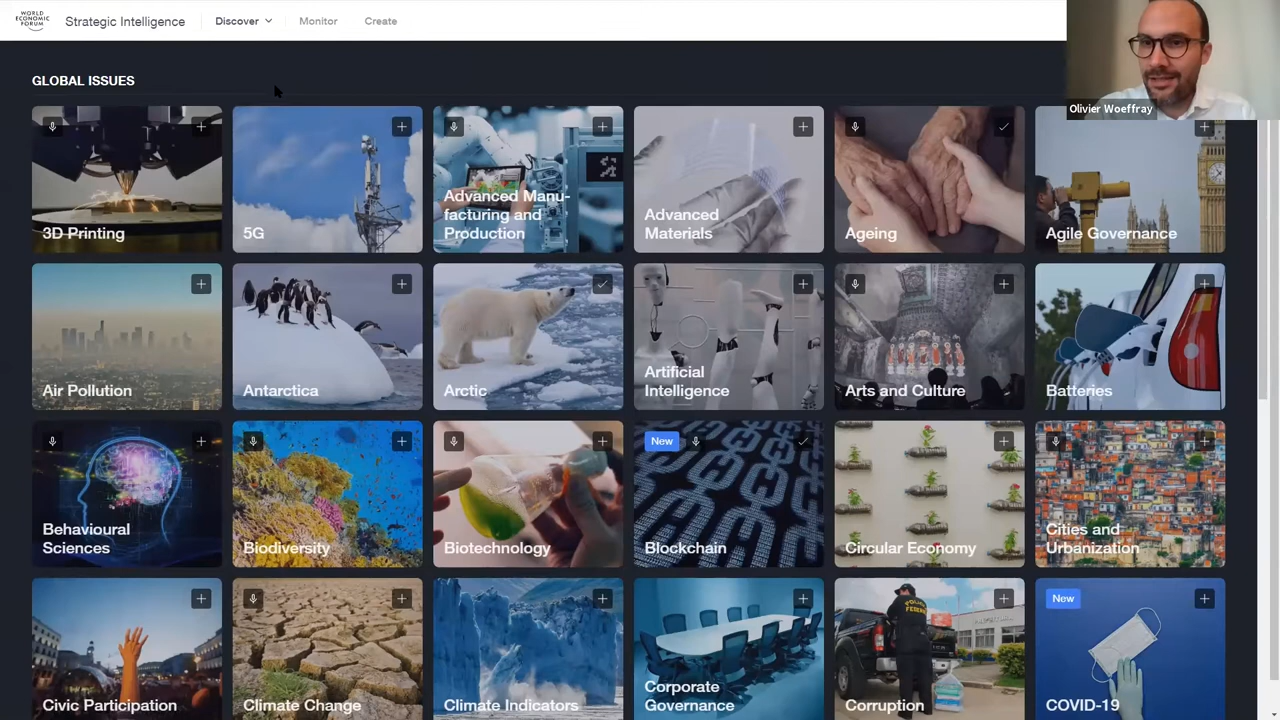 WORLD
ECONOMIC
FORUM
Strategic Intelligence
Discover
Monitor
Create
Olivier Woeffray
GLOBAL ISSUES
3D Printing
5G
Advanced Manu-
facturing and
Production
Advanced
Materials
Ageing
Agile Governance
Air Pollution
Antarctica
Arctic
Artificial
Intelligence
Arts and Culture
Batteries
Behavioural
Sciences
Biodiversity
Biotechnology
New
Blockchain
Circular Economy
Cities and
Urbanization
Civic Participation
Climate Change
Climate Indicators
Corporate
Governance
Corruption
New
COVID-19